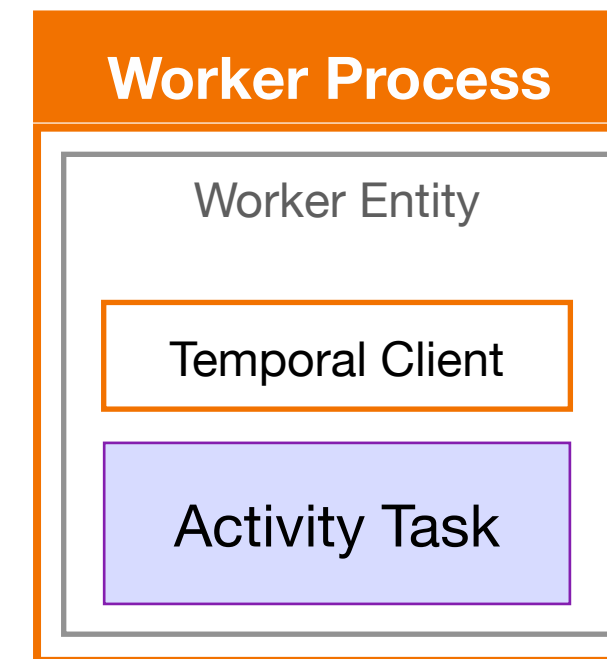 Worker Process
Worker Entity
Temporal Client
Activity Task